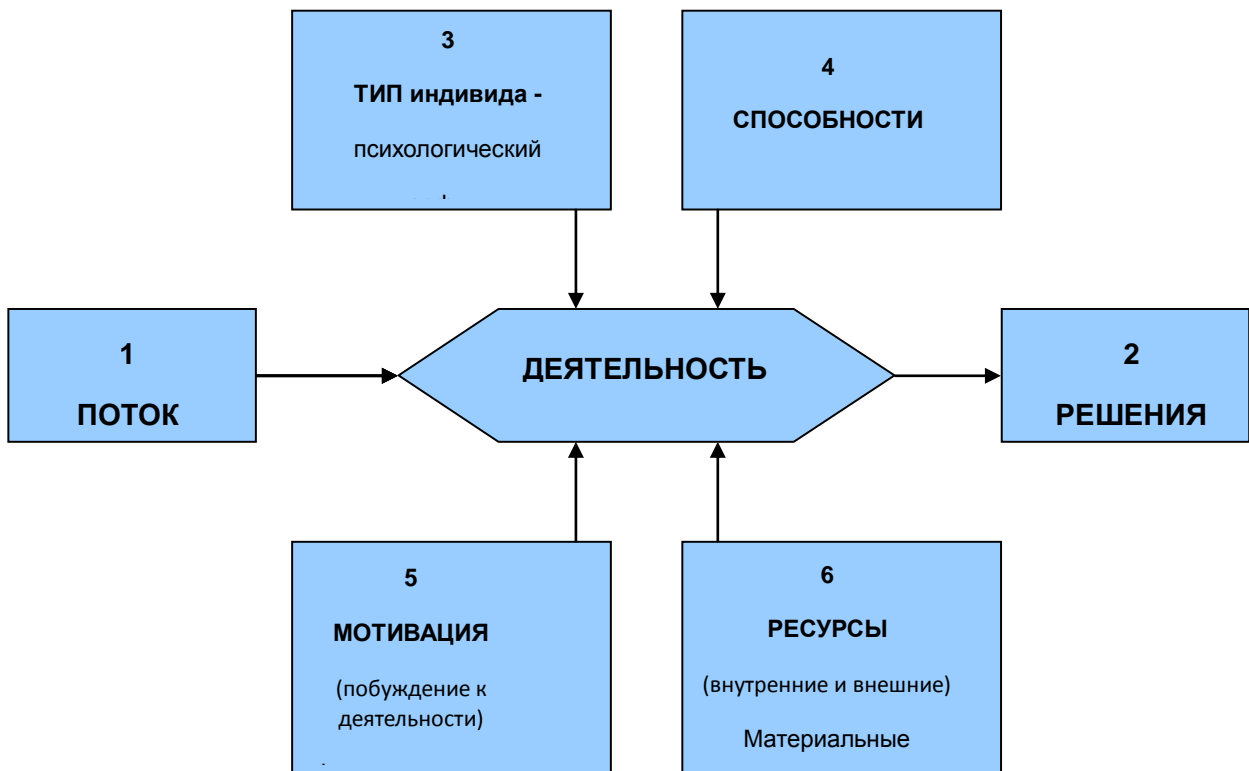 3
ТИП индивида -
психологический
4
СПОСОБНОСТИ
1
ПОТОК
ДЕЯТЕЛЬНОСТЬ
2
РЕШЕНИЯ
5
МОТИВАЦИЯ
(побуждение к
деятельности)
6
РЕСУРСЫ
(внутренние и внешние)
Материальные